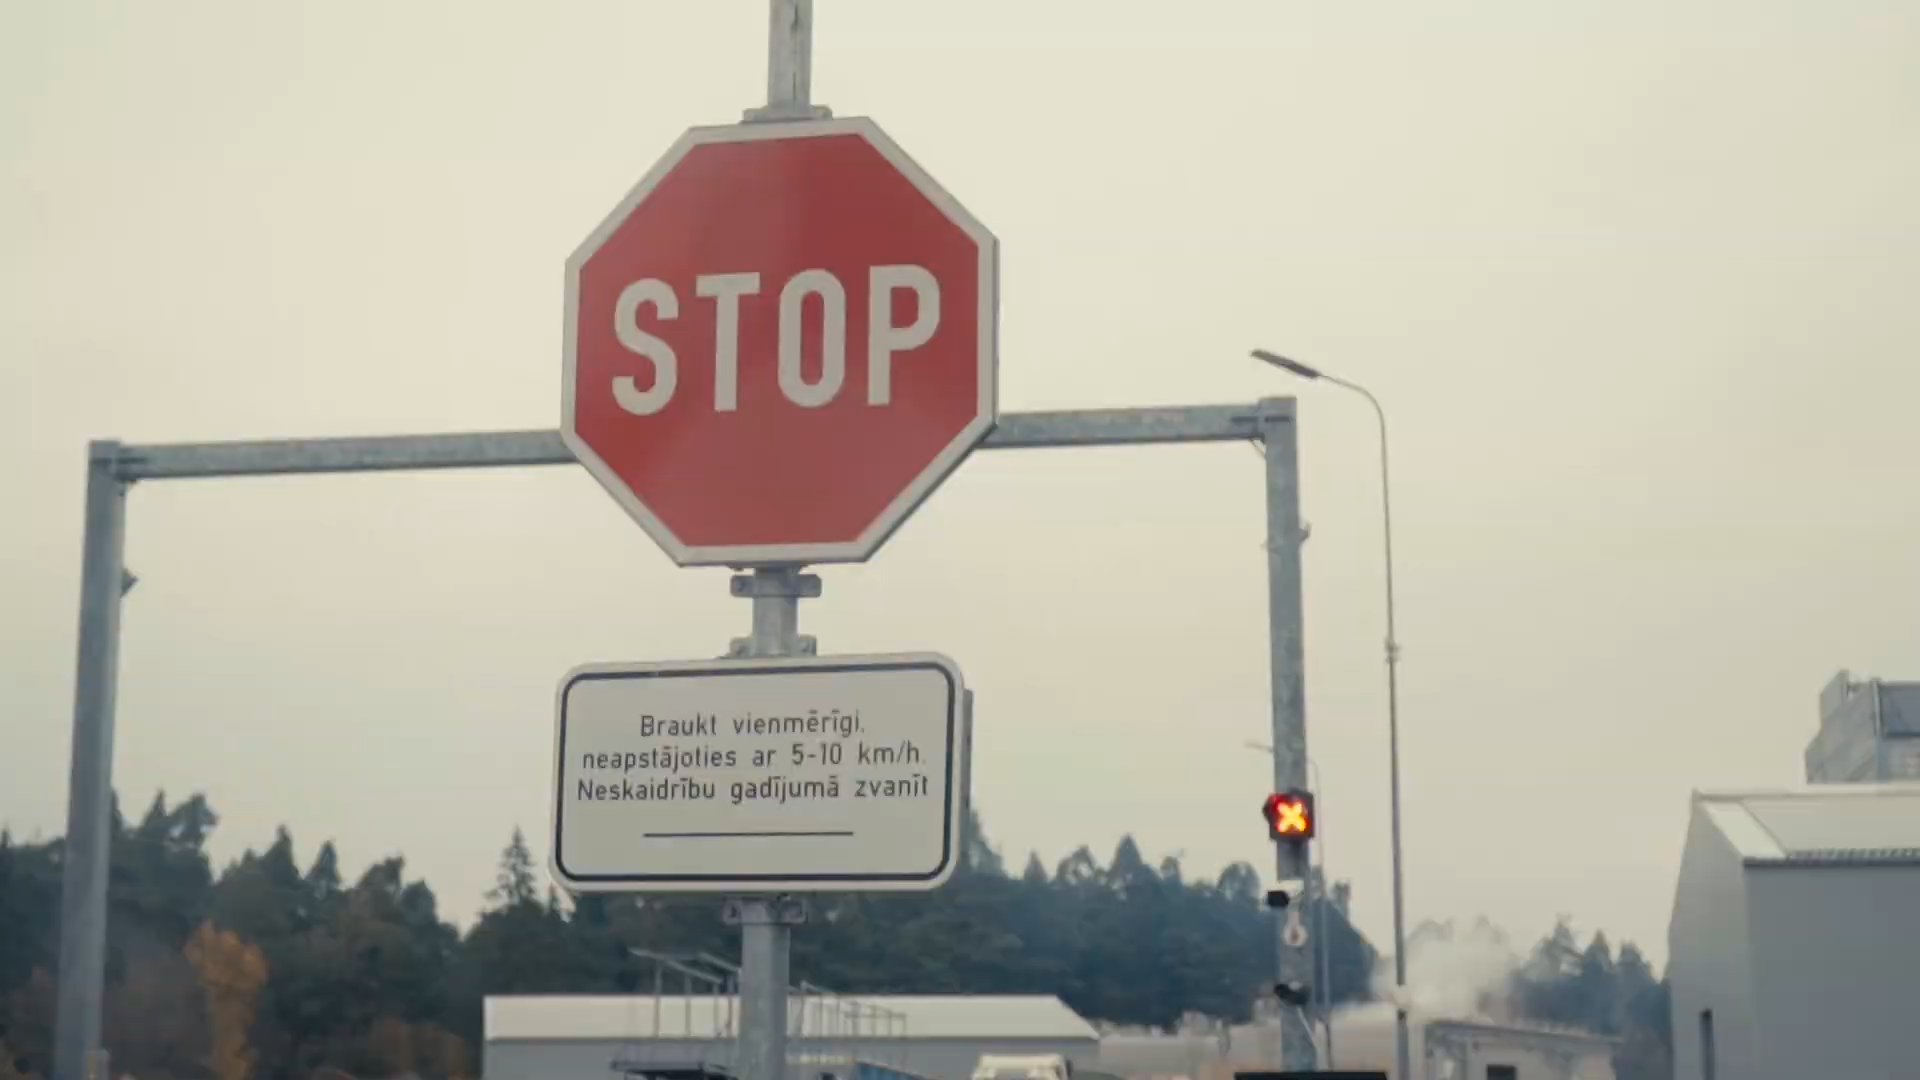 STOP
Braukt vienmērīgi,
neapstājoties ar 5-10 km/h.
Neskaidrību gadījumā zvanīt